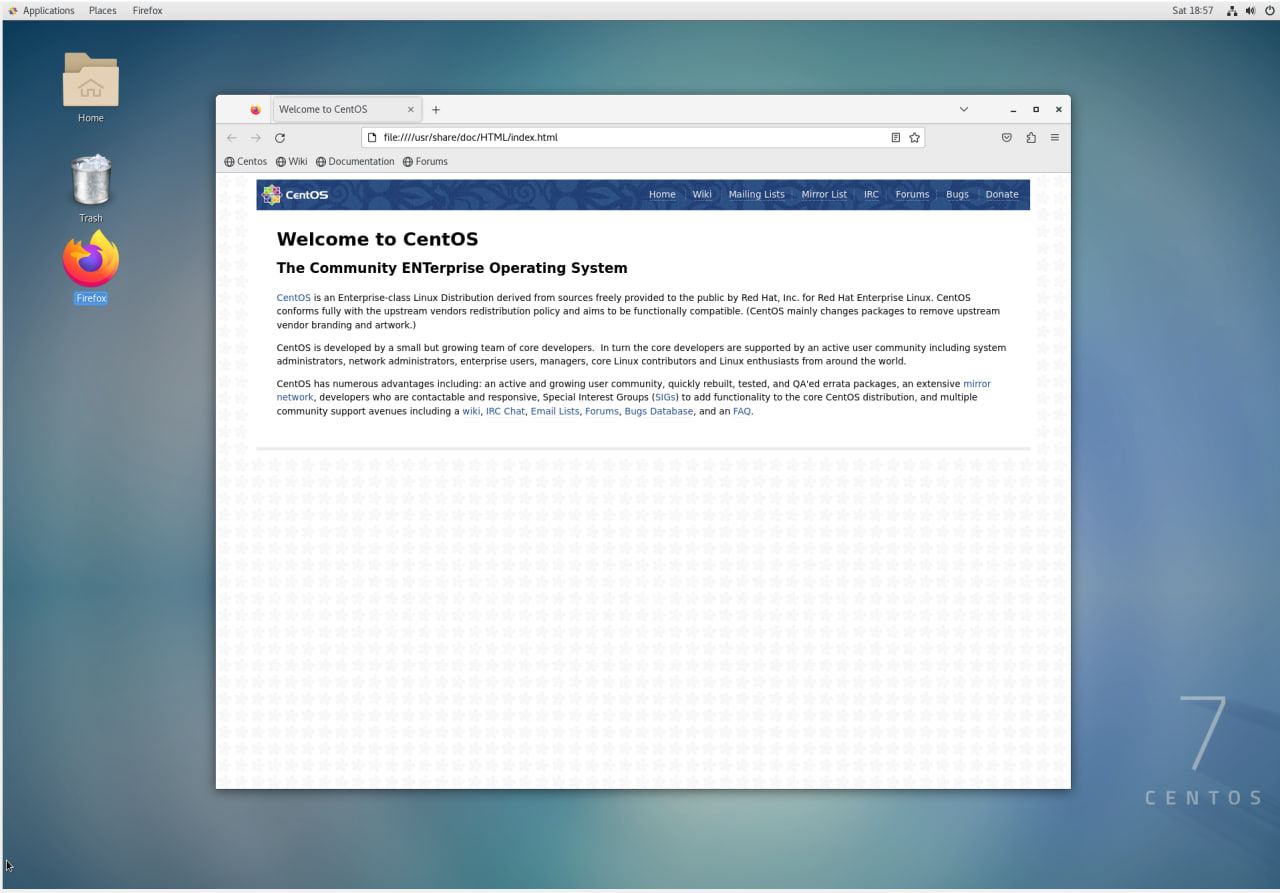 Applications Places Firefox Sat 18:57
Home
Trash
Firefox
Welcome to CentOS
file:////usr/share/doc/HTML/index.html
Centos Wiki Documentation Forums
CentOS Home Wiki Mailing Lists Mirror List IRC Forums Bugs Donate
Welcome to CentOS
The Community ENTerprise Operating System
CentOS is an Enterprise-class Linux Distribution derived from sources freely provided to the public by Red Hat, Inc. for Red Hat Enterprise Linux. CentOS
conforms fully with the upstream vendors redistribution policy and aims to be functionally compatible. (CentOS mainly changes packages to remove upstream
vendor branding and artwork.)
CentOS is developed by a small but growing team of core developers.  In turn the core developers are supported by an active user community including system
administrators, network administrators, enterprise users, managers, core Linux contributors and Linux enthusiasts from around the world.
CentOS has numerous advantages including: an active and growing user community, quickly rebuilt, tested, and QA'ed errata packages, an extensive mirror
network, developers who are contactable and responsive, Special Interest Groups (SIGs) to add functionality to the core CentOS distribution, and multiple
community support avenues including a wiki, IRC Chat, Email Lists, Forums, Bugs Database, and an FAQ.
7
CENTOS